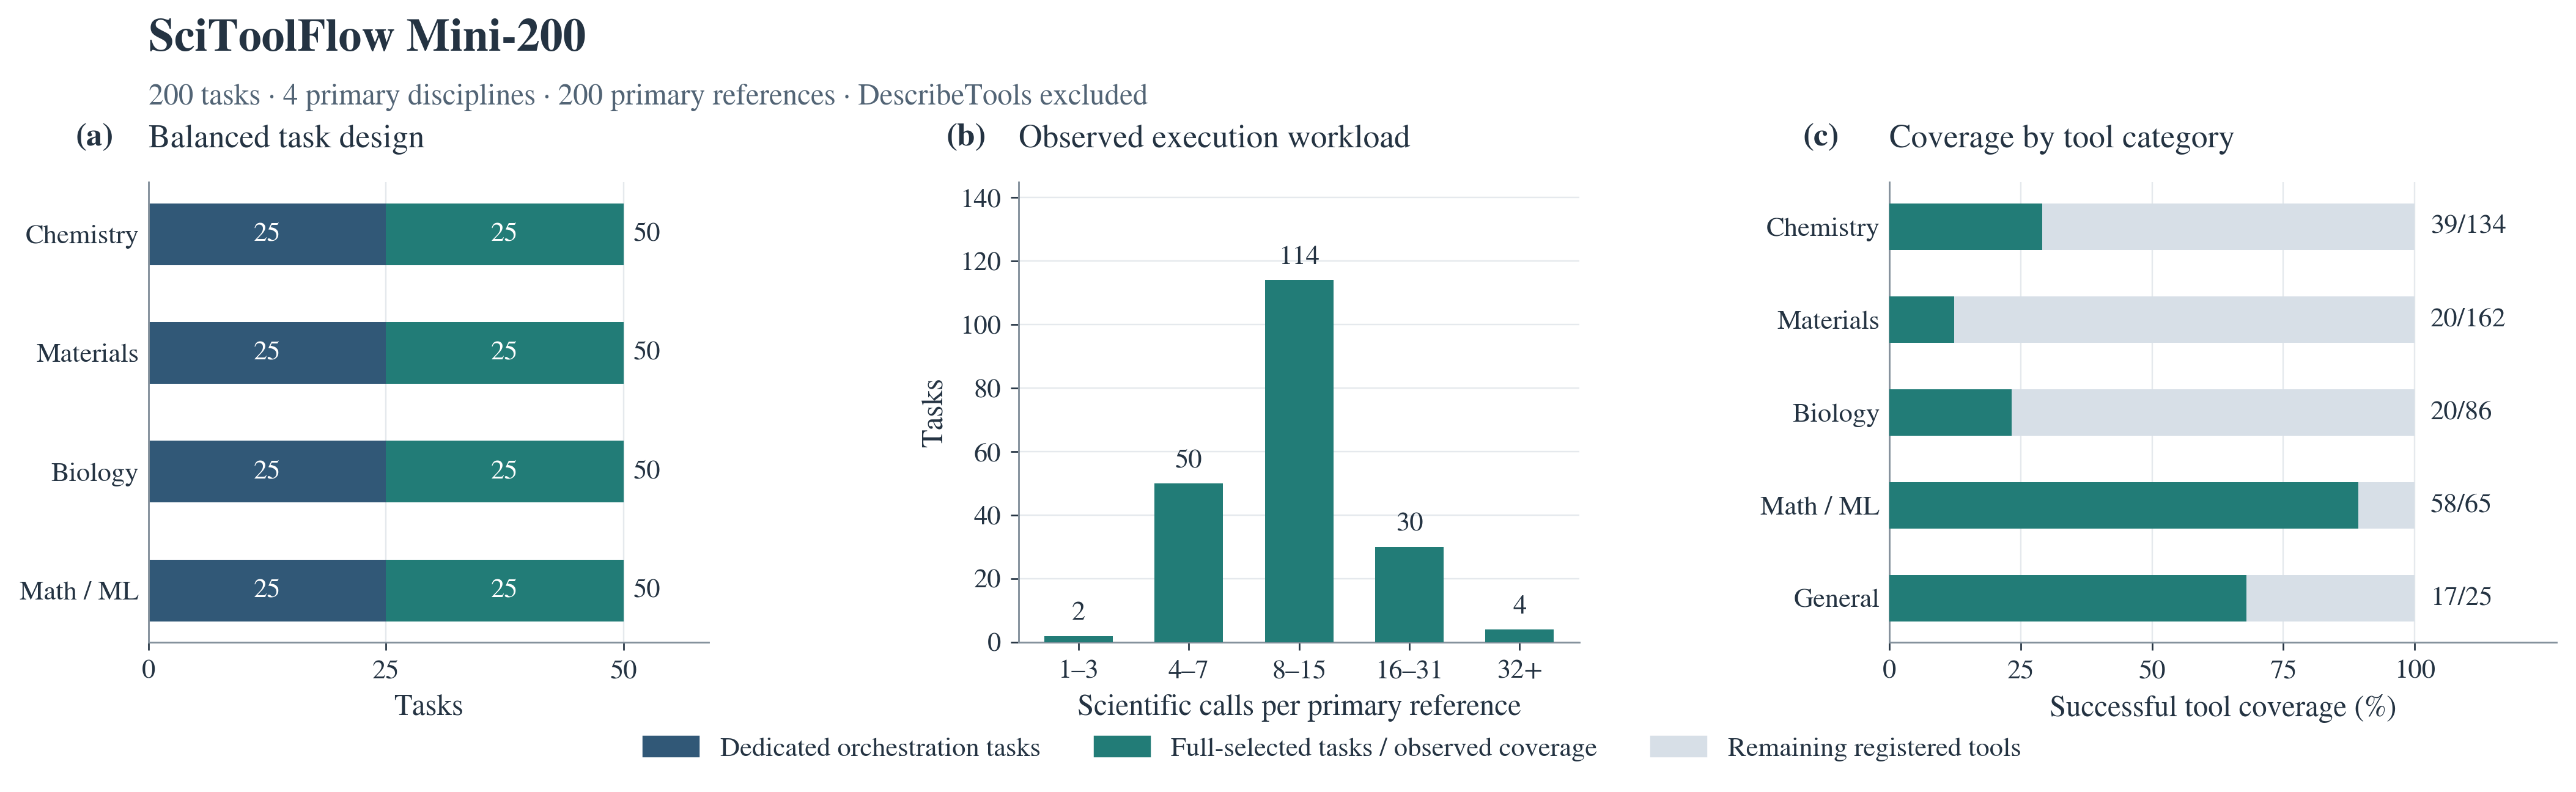 SciToolFlow Mini-200
200 tasks · 4 primary disciplines · 200 primary references · DescribeTools excluded
(a) Balanced task design
Chemistry 25 25 50
Materials 25 25 50
Biology 25 25 50
Math / ML 25 25 50
0 25 50
Tasks
(b) Observed execution workload
Tasks
140
120
100
80
60
40
20
0
2 50 114 30 4
1–3 4–7 8–15 16–31 32+
Scientific calls per primary reference
(c) Coverage by tool category
Chemistry 39/134
Materials 20/162
Biology 20/86
Math / ML 58/65
General 17/25
0 25 50 75 100
Successful tool coverage (%)
Dedicated orchestration tasks
Full-selected tasks / observed coverage
Remaining registered tools